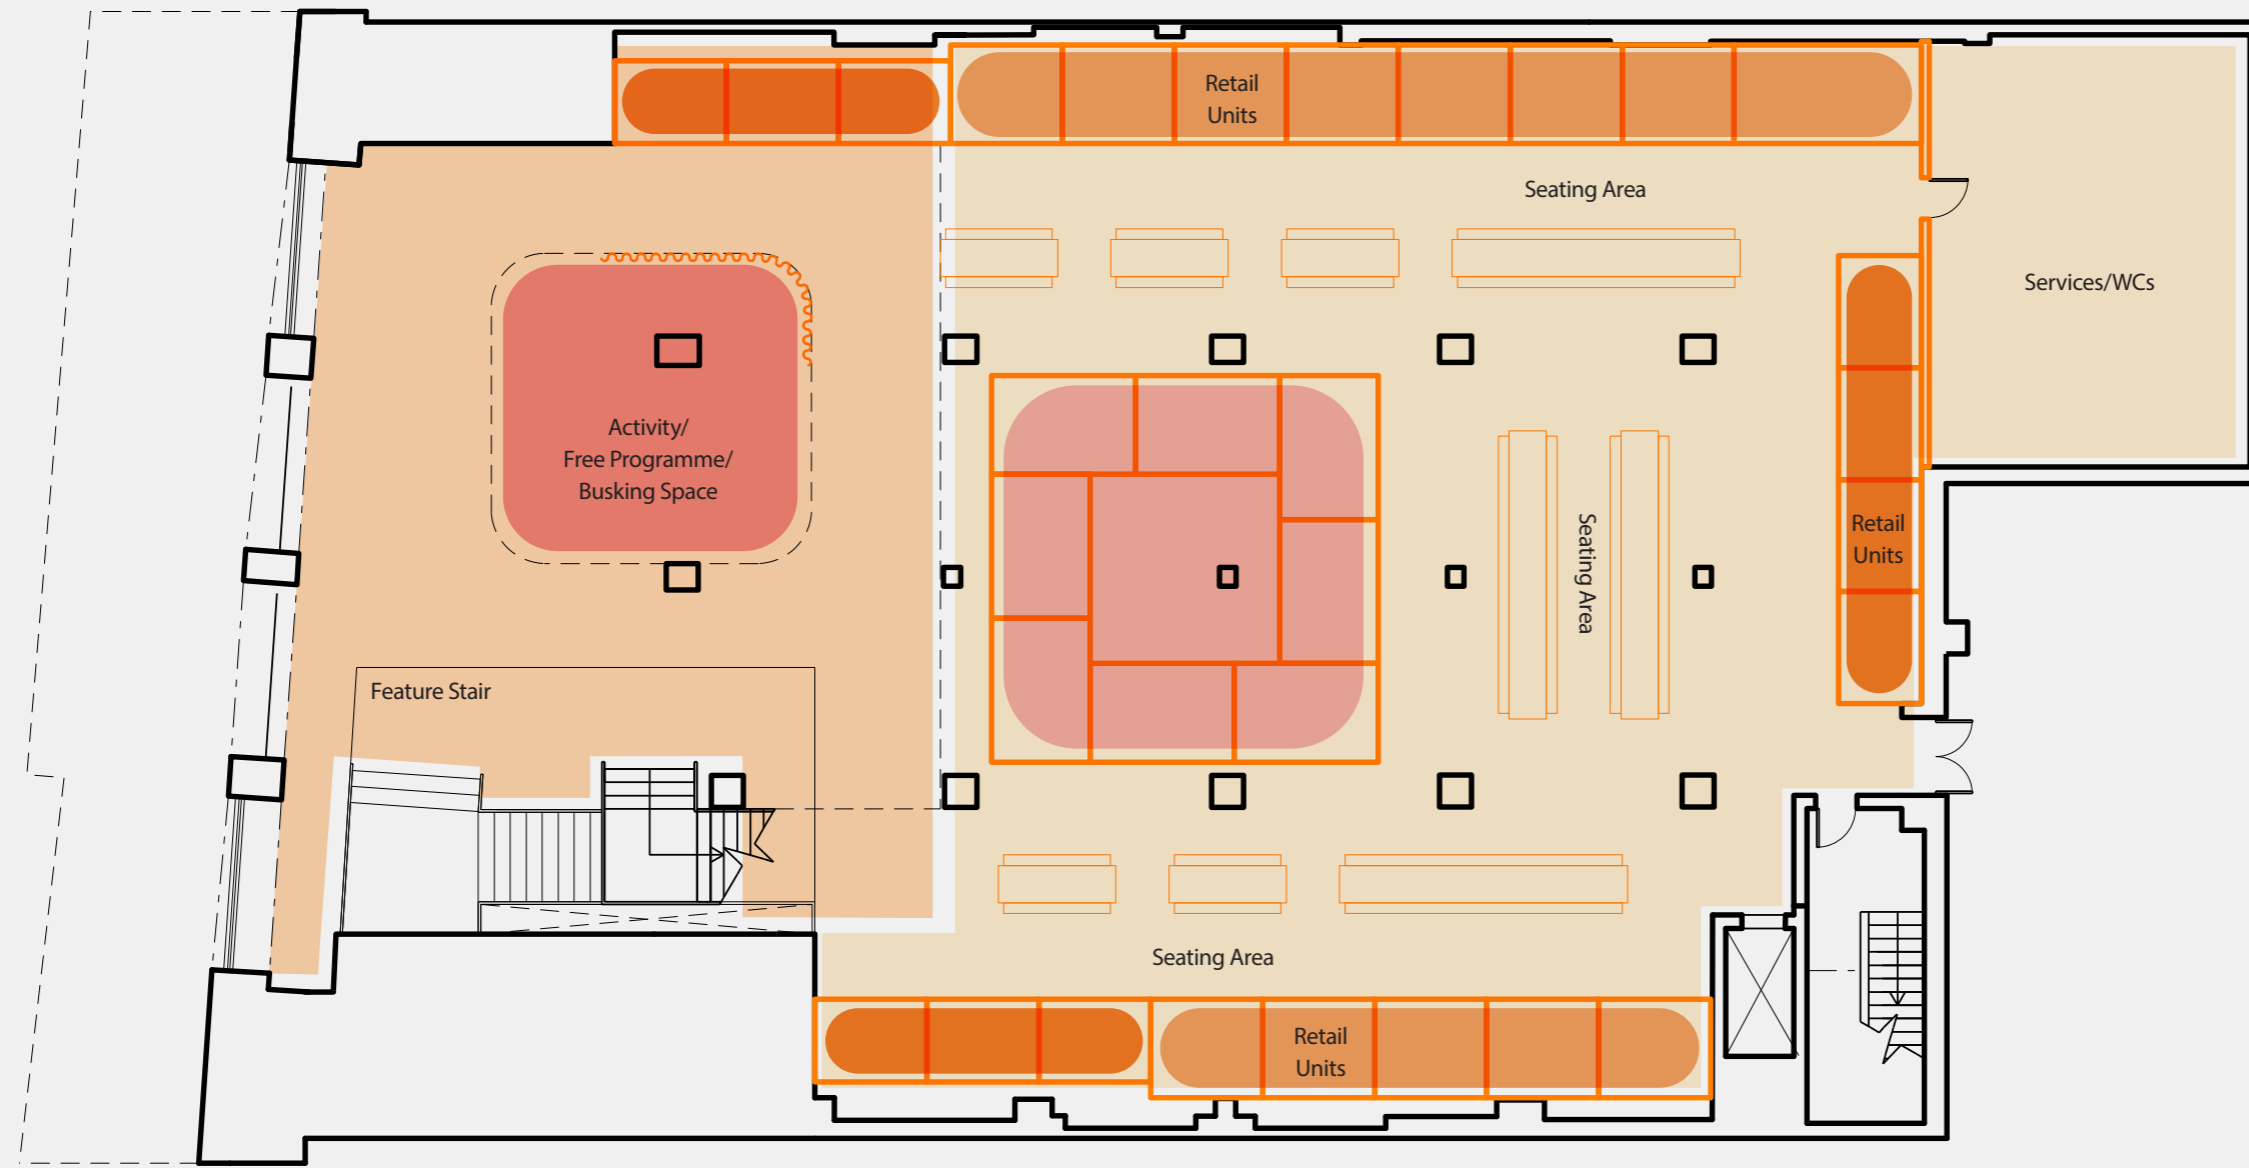 Retail
Units
Seating Area
Services/WCs
Activity/
Free Programme/
Busking Space
Seating Area
Retail
Units
Feature Stair
Seating Area
Retail
Units